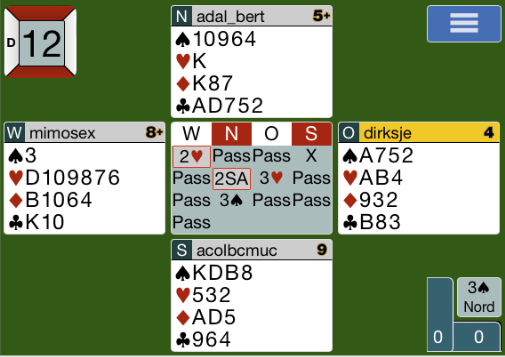 D 12
N adal_bert 5+
♠10964
♥K
♦K87
♣AD752
W mimosex 8+
♠3
♥D109876
♦B1064
♣K10
W N O S
2♥ Pass Pass X
Pass 2SA 3♥ Pass
Pass 3♠ Pass Pass
Pass
O dirksje 4
♠A752
♥AB4
♦932
♣B83
S acolbcmuc 9
♠KDB8
♥532
♦AD5
♣964
3♠
Nord
0 0